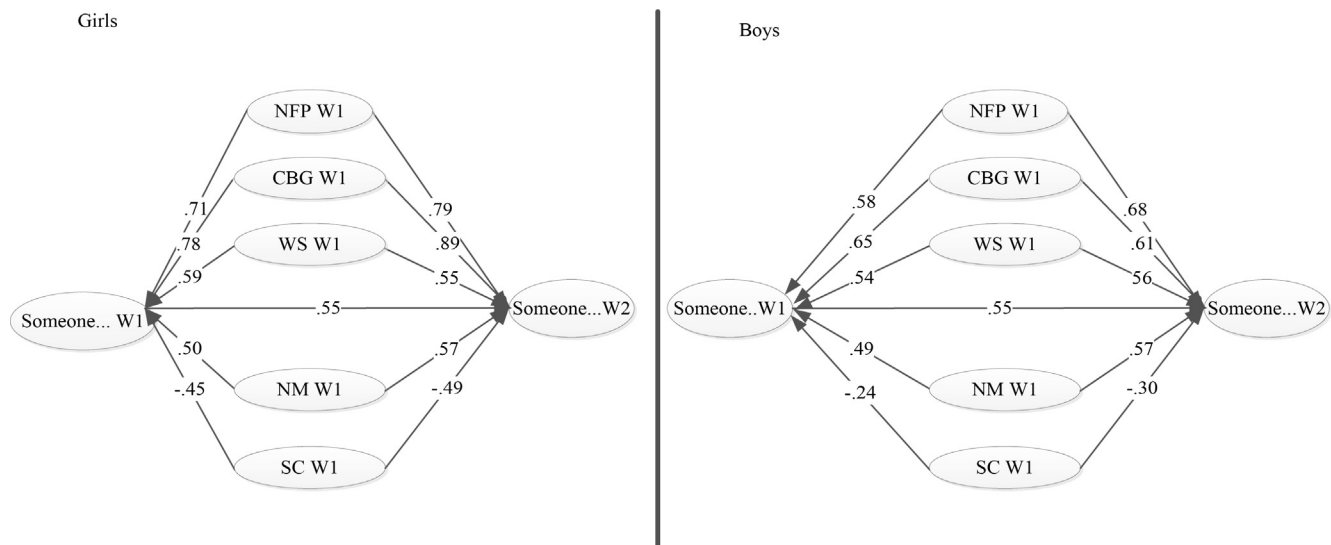 Girls
NFP W1
CBG W1
.71
.79
.78
.89
WS W1
.59
.55
Someone... W1
.55
Someone...W2
.50
.57
NM W1
-.45
-.49
SC W1
Boys
NFP W1
CBG W1
.58
.68
.65
.61
WS W1
.54
.56
Someone..W1
.55
Someone...W2
.49
.57
NM W1
-.24
-.30
SC W1